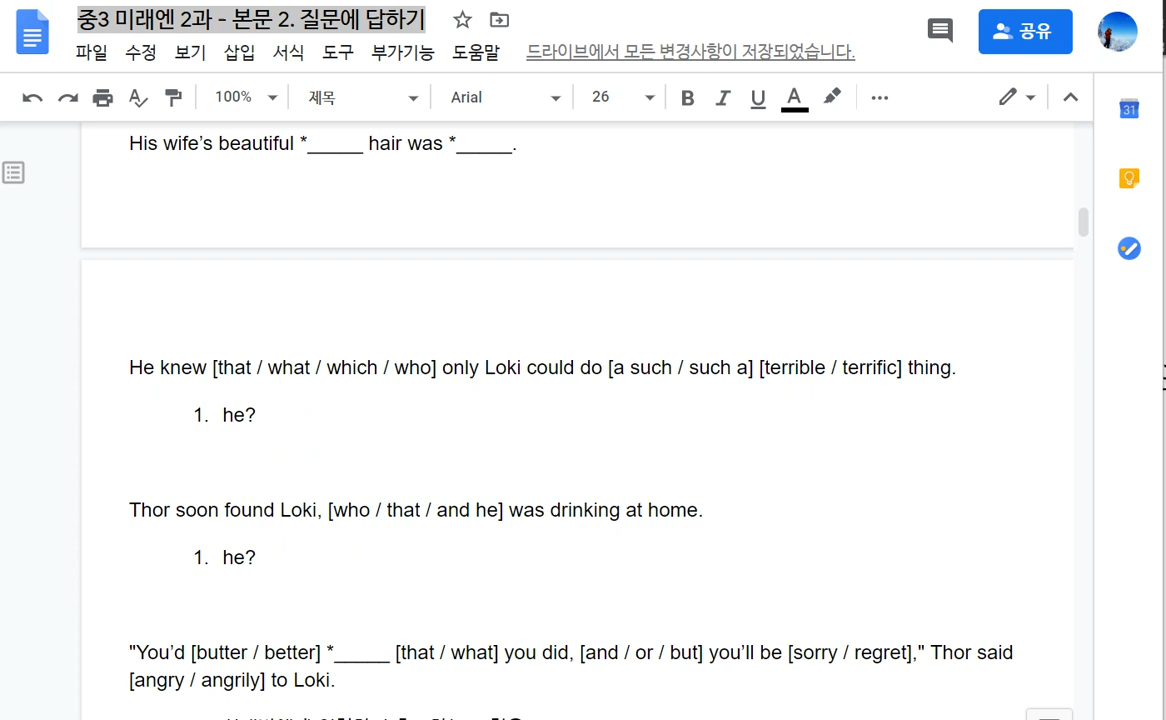 중3 미래엔 2과 - 본문 2. 질문에 답하기
공유
파일 수정 보기 삽입 서식 도구 부가기능 도움말 드라이브에서 모든 변경사항이 저장되었습니다.
100% 제목 Arial 26 B I U A
31
His wife’s beautiful *_____ hair was *_____.
He knew [that / what / which / who] only Loki could do [a such / such a] [terrible / terrific] thing.
1. he?
Thor soon found Loki, [who / that / and he] was drinking at home.
1. he?
"You’d [butter / better] *_____ [that / what] you did, [and / or / but] you’ll be [sorry / regret]," Thor said
[angry / angrily] to Loki.